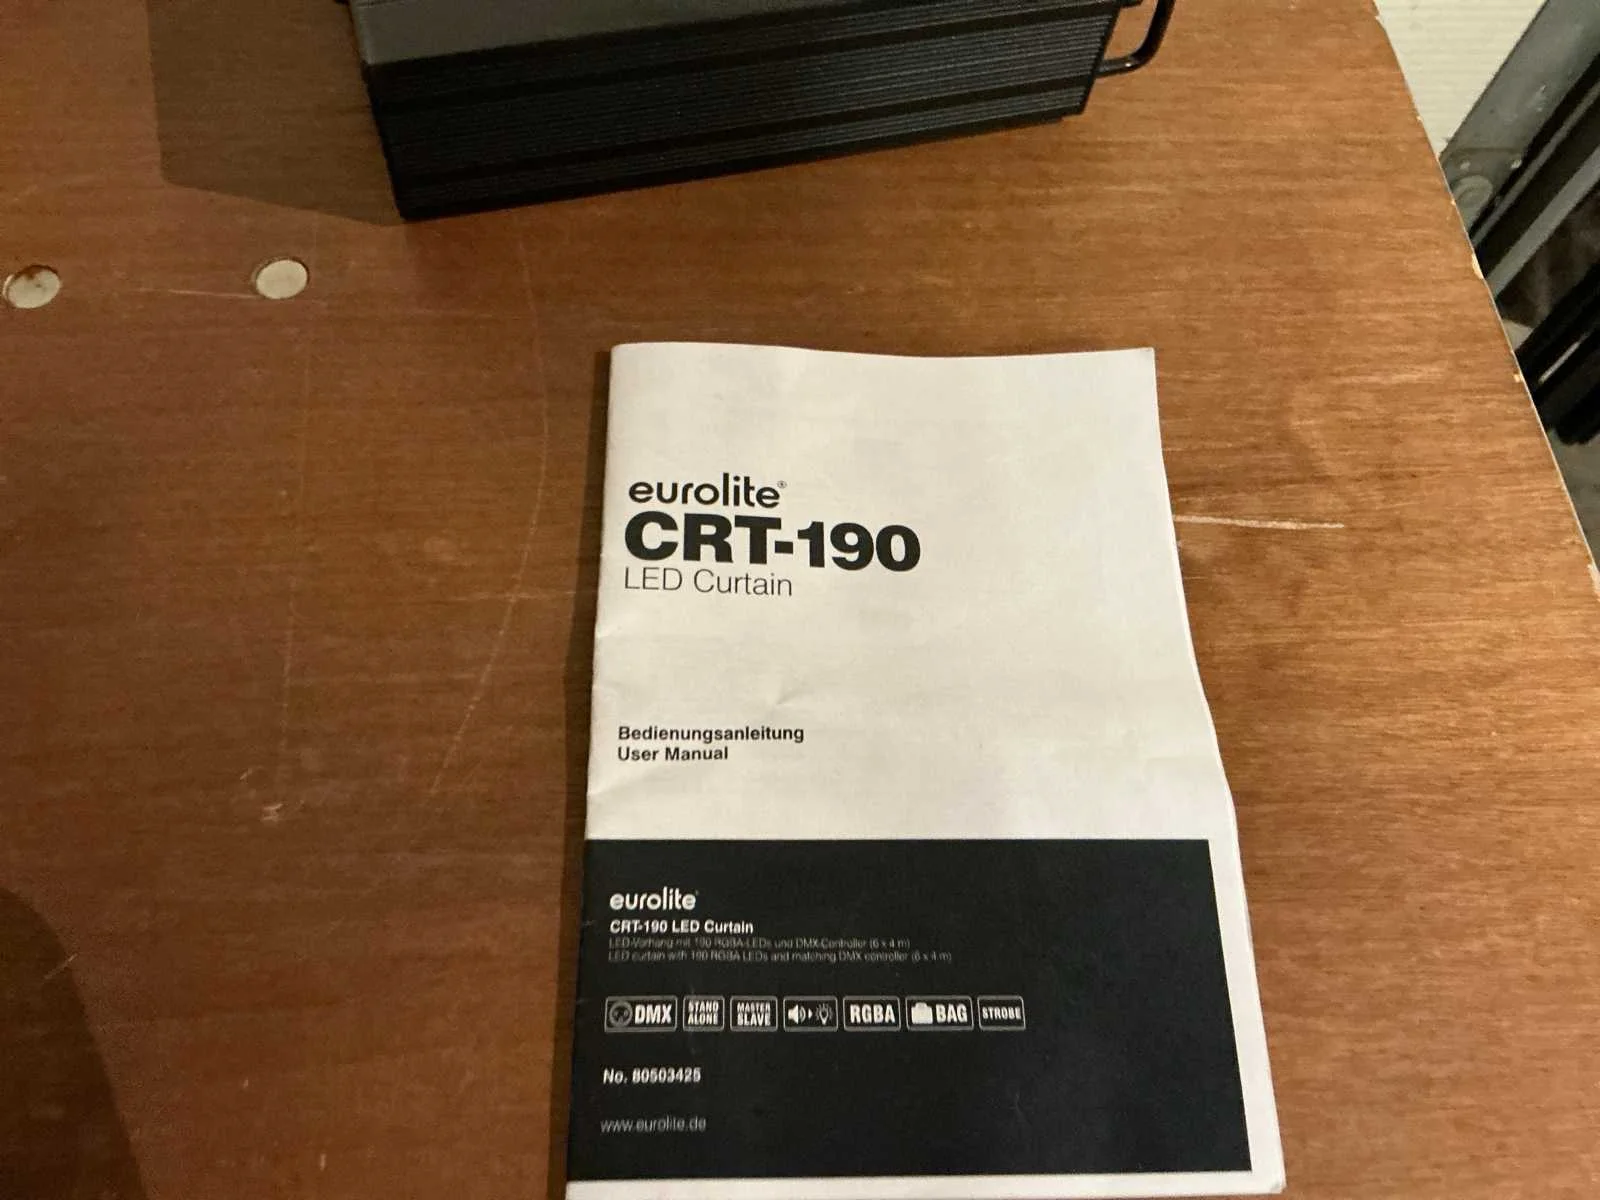 eurolite®
CRT-190
LED Curtain
Bedienungsanleitung
User Manual
eurolite
CRT-190 LED Curtain
LED-Vorhang mit 190 RGBA-LEDs und DMX-Controller (6 x 4 m)
LED curtain with 190 RGBA LEDs and matching DMX controller (6 x 4 m)
DMX
STAND
ALONE
MASTER
SLAVE
RGBA
BAG
STROBE
No. 80503425
www.eurolite.de